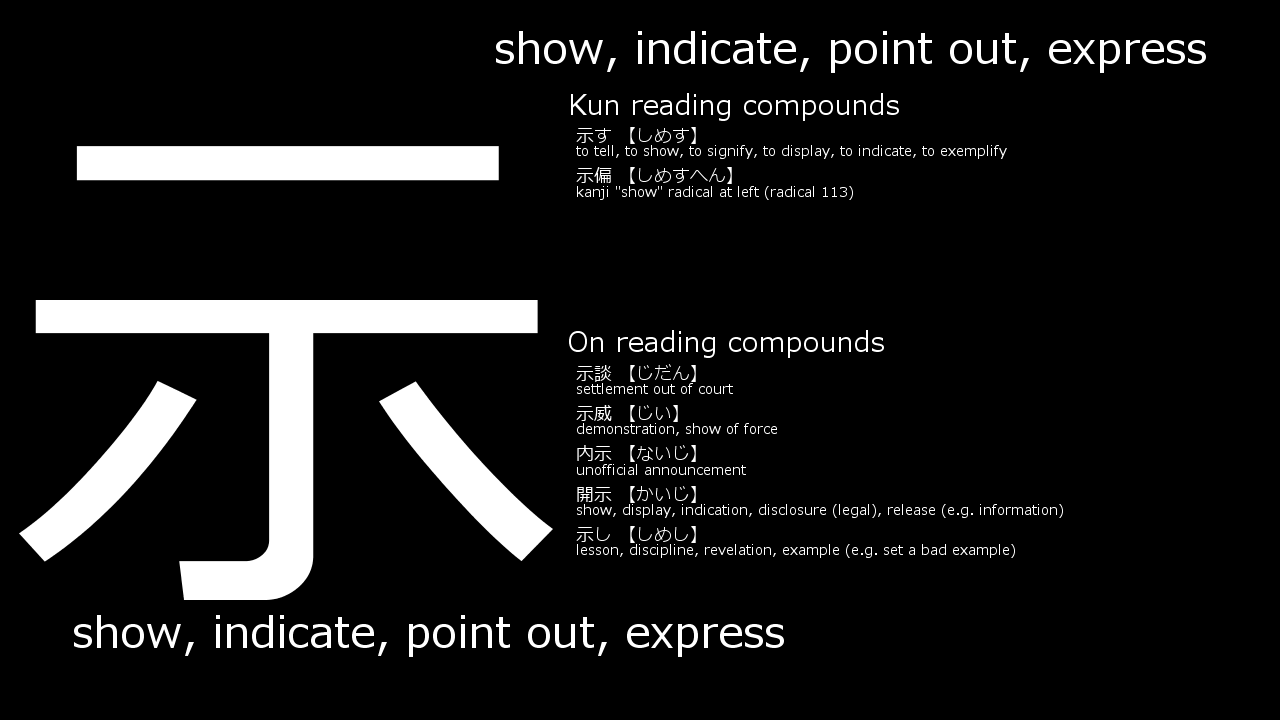 show, indicate, point out, express
示
Kun reading compounds
示す 【しめす】
to tell, to show, to signify, to display, to indicate, to exemplify
示偏 【しめすへん】
kanji "show" radical at left (radical 113)
On reading compounds
示談 【じだん】
settlement out of court
示威 【じい】
demonstration, show of force
内示 【ないじ】
unofficial announcement
開示 【かいじ】
show, display, indication, disclosure (legal), release (e.g. information)
示し 【しめし】
lesson, discipline, revelation, example (e.g. set a bad example)
show, indicate, point out, express